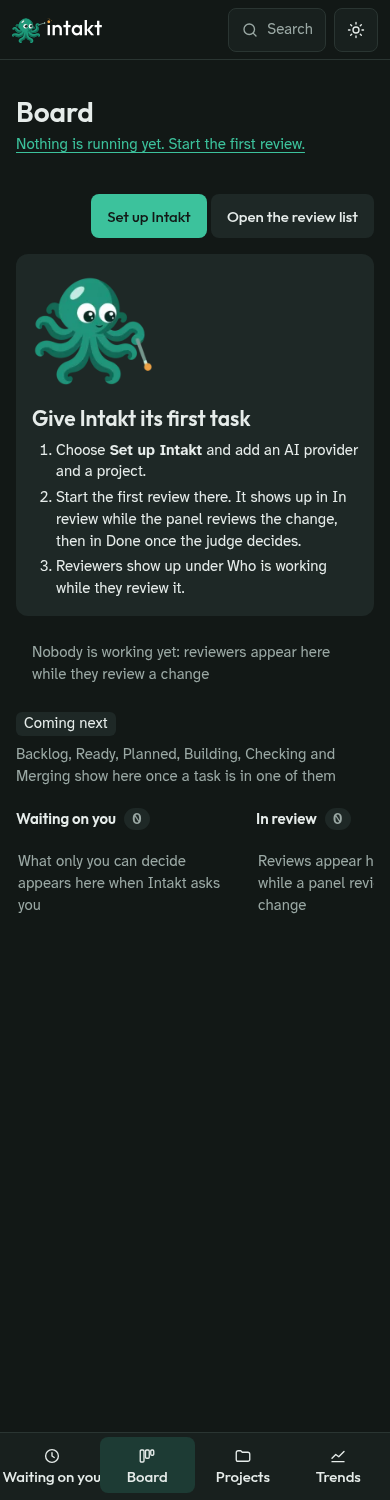 intakt
Search
Board
Nothing is running yet. Start the first review.
Set up Intakt
Open the review list
Give Intakt its first task
1. Choose Set up Intakt and add an AI provider
and a project.
2. Start the first review there. It shows up in In
review while the panel reviews the change,
then in Done once the judge decides.
3. Reviewers show up under Who is working
while they review it.
Nobody is working yet: reviewers appear here
while they review a change
Coming next
Backlog, Ready, Planned, Building, Checking and
Merging show here once a task is in one of them
Waiting on you 0
What only you can decide
appears here when Intakt asks
you
In review 0
Reviews appear h
while a panel revi
change
Waiting on you
Board
Projects
Trends